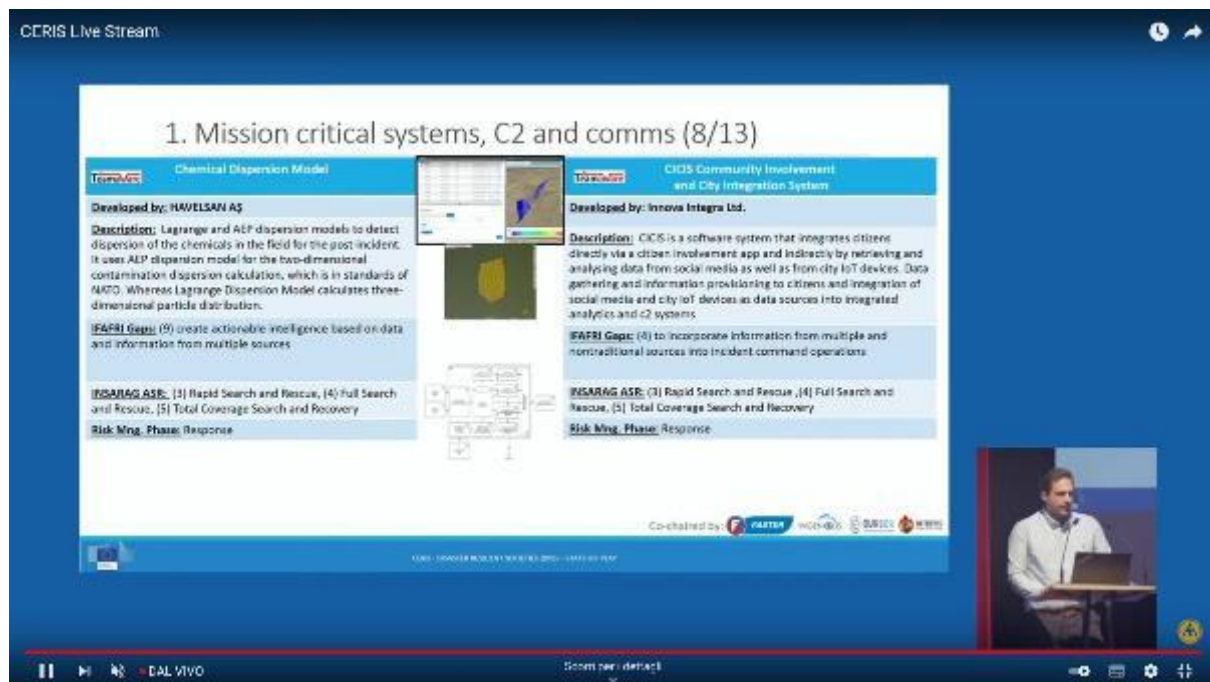 CERIS Live Stream
1. Mission critical systems, C2 and comms (8/13)
Chemical Dispersion Model
Developed by: HAVELSAN AŞ
Description: Lagrange and AEP dispersion models to detect
dispersion of the chemicals in the field for the post-incident.
It uses AEP dispersion model for the two-dimensional
contamination dispersion calculation, which is in standards of
NATO. Whereas Lagrange Dispersion Model calculates three-
dimensional particle distribution.
IFAFRI Gaps: (9) create actionable intelligence based on data
and information from multiple sources
INSARAG ASR: (3) Rapid Search and Rescue, (4) Full Search
and Rescue, (5) Total Coverage Search and Recovery
Risk Mng. Phase: Response
CICIS Community Involvement
and City Integration System
Developed by: Innova Integra Ltd.
Description: CICIS is a software system that integrates citizens
directly via a citizen involvement app and indirectly by retrieving and
analysing data from social media as well as from city IoT devices. Data
gathering and information provisioning to citizens and integration of
social media and city IoT devices as data sources into integrated
analytics and c2 systems
IFAFRI Gaps: (4) to incorporate information from multiple and
nontraditional sources into incident command operations
INSARAG ASR: (3) Rapid Search and Rescue ,(4) Full Search and
Rescue, (5) Total Coverage Search and Recovery
Risk Mng. Phase: Response
Co-chaired by: FASTER
DAL VIVO
Scorri per i dettagli